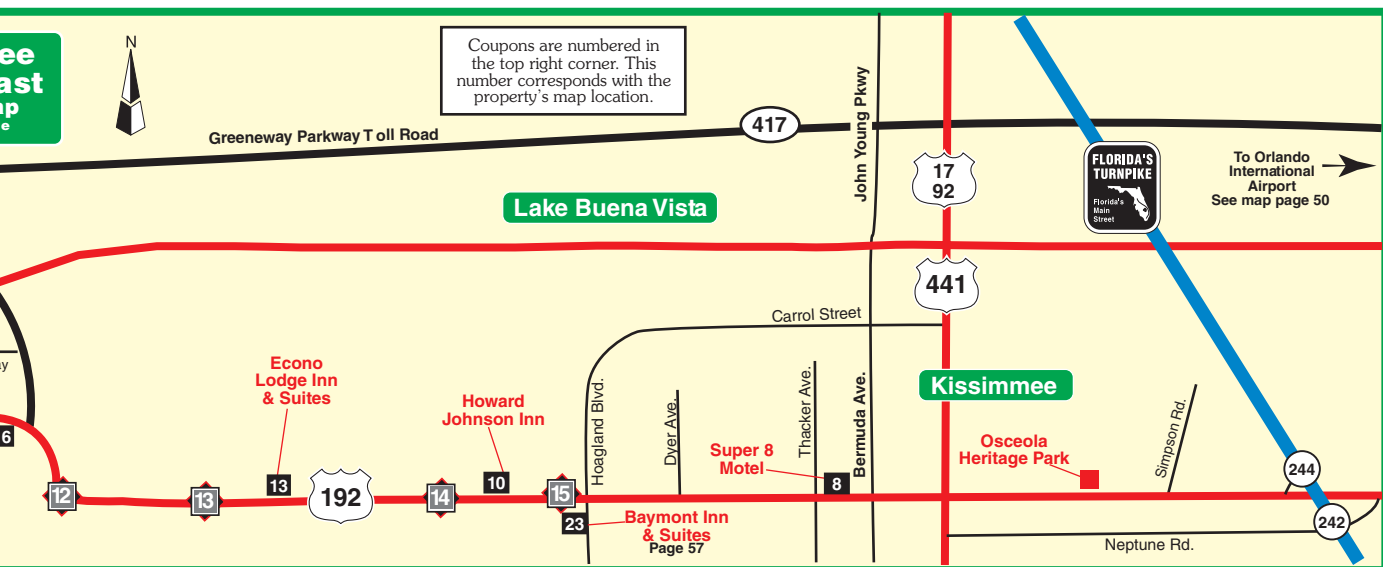 ee
ast
ap
e
N
Coupons are numbered in
the top right corner. This
number corresponds with the
property's map location.
Greeneway Parkway Toll Road
417
John Young Pkwy
17
92
FLORIDA'S
TURNPIKE
Florida's
Main
Street
To Orlando
International
Airport
See map page 50
Lake Buena Vista
441
Carrol Street
ay
Econo
Lodge Inn
& Suites
Howard
Johnson Inn
Hoagland Blvd.
Dyer Ave.
Super 8
Motel
Thacker Ave.
Bermuda Ave.
Kissimmee
Osceola
Heritage Park
Simpson Rd.
6
12
13
13
192
14
10
15
8
244
23
Baymont Inn
& Suites
Page 57
242
Neptune Rd.